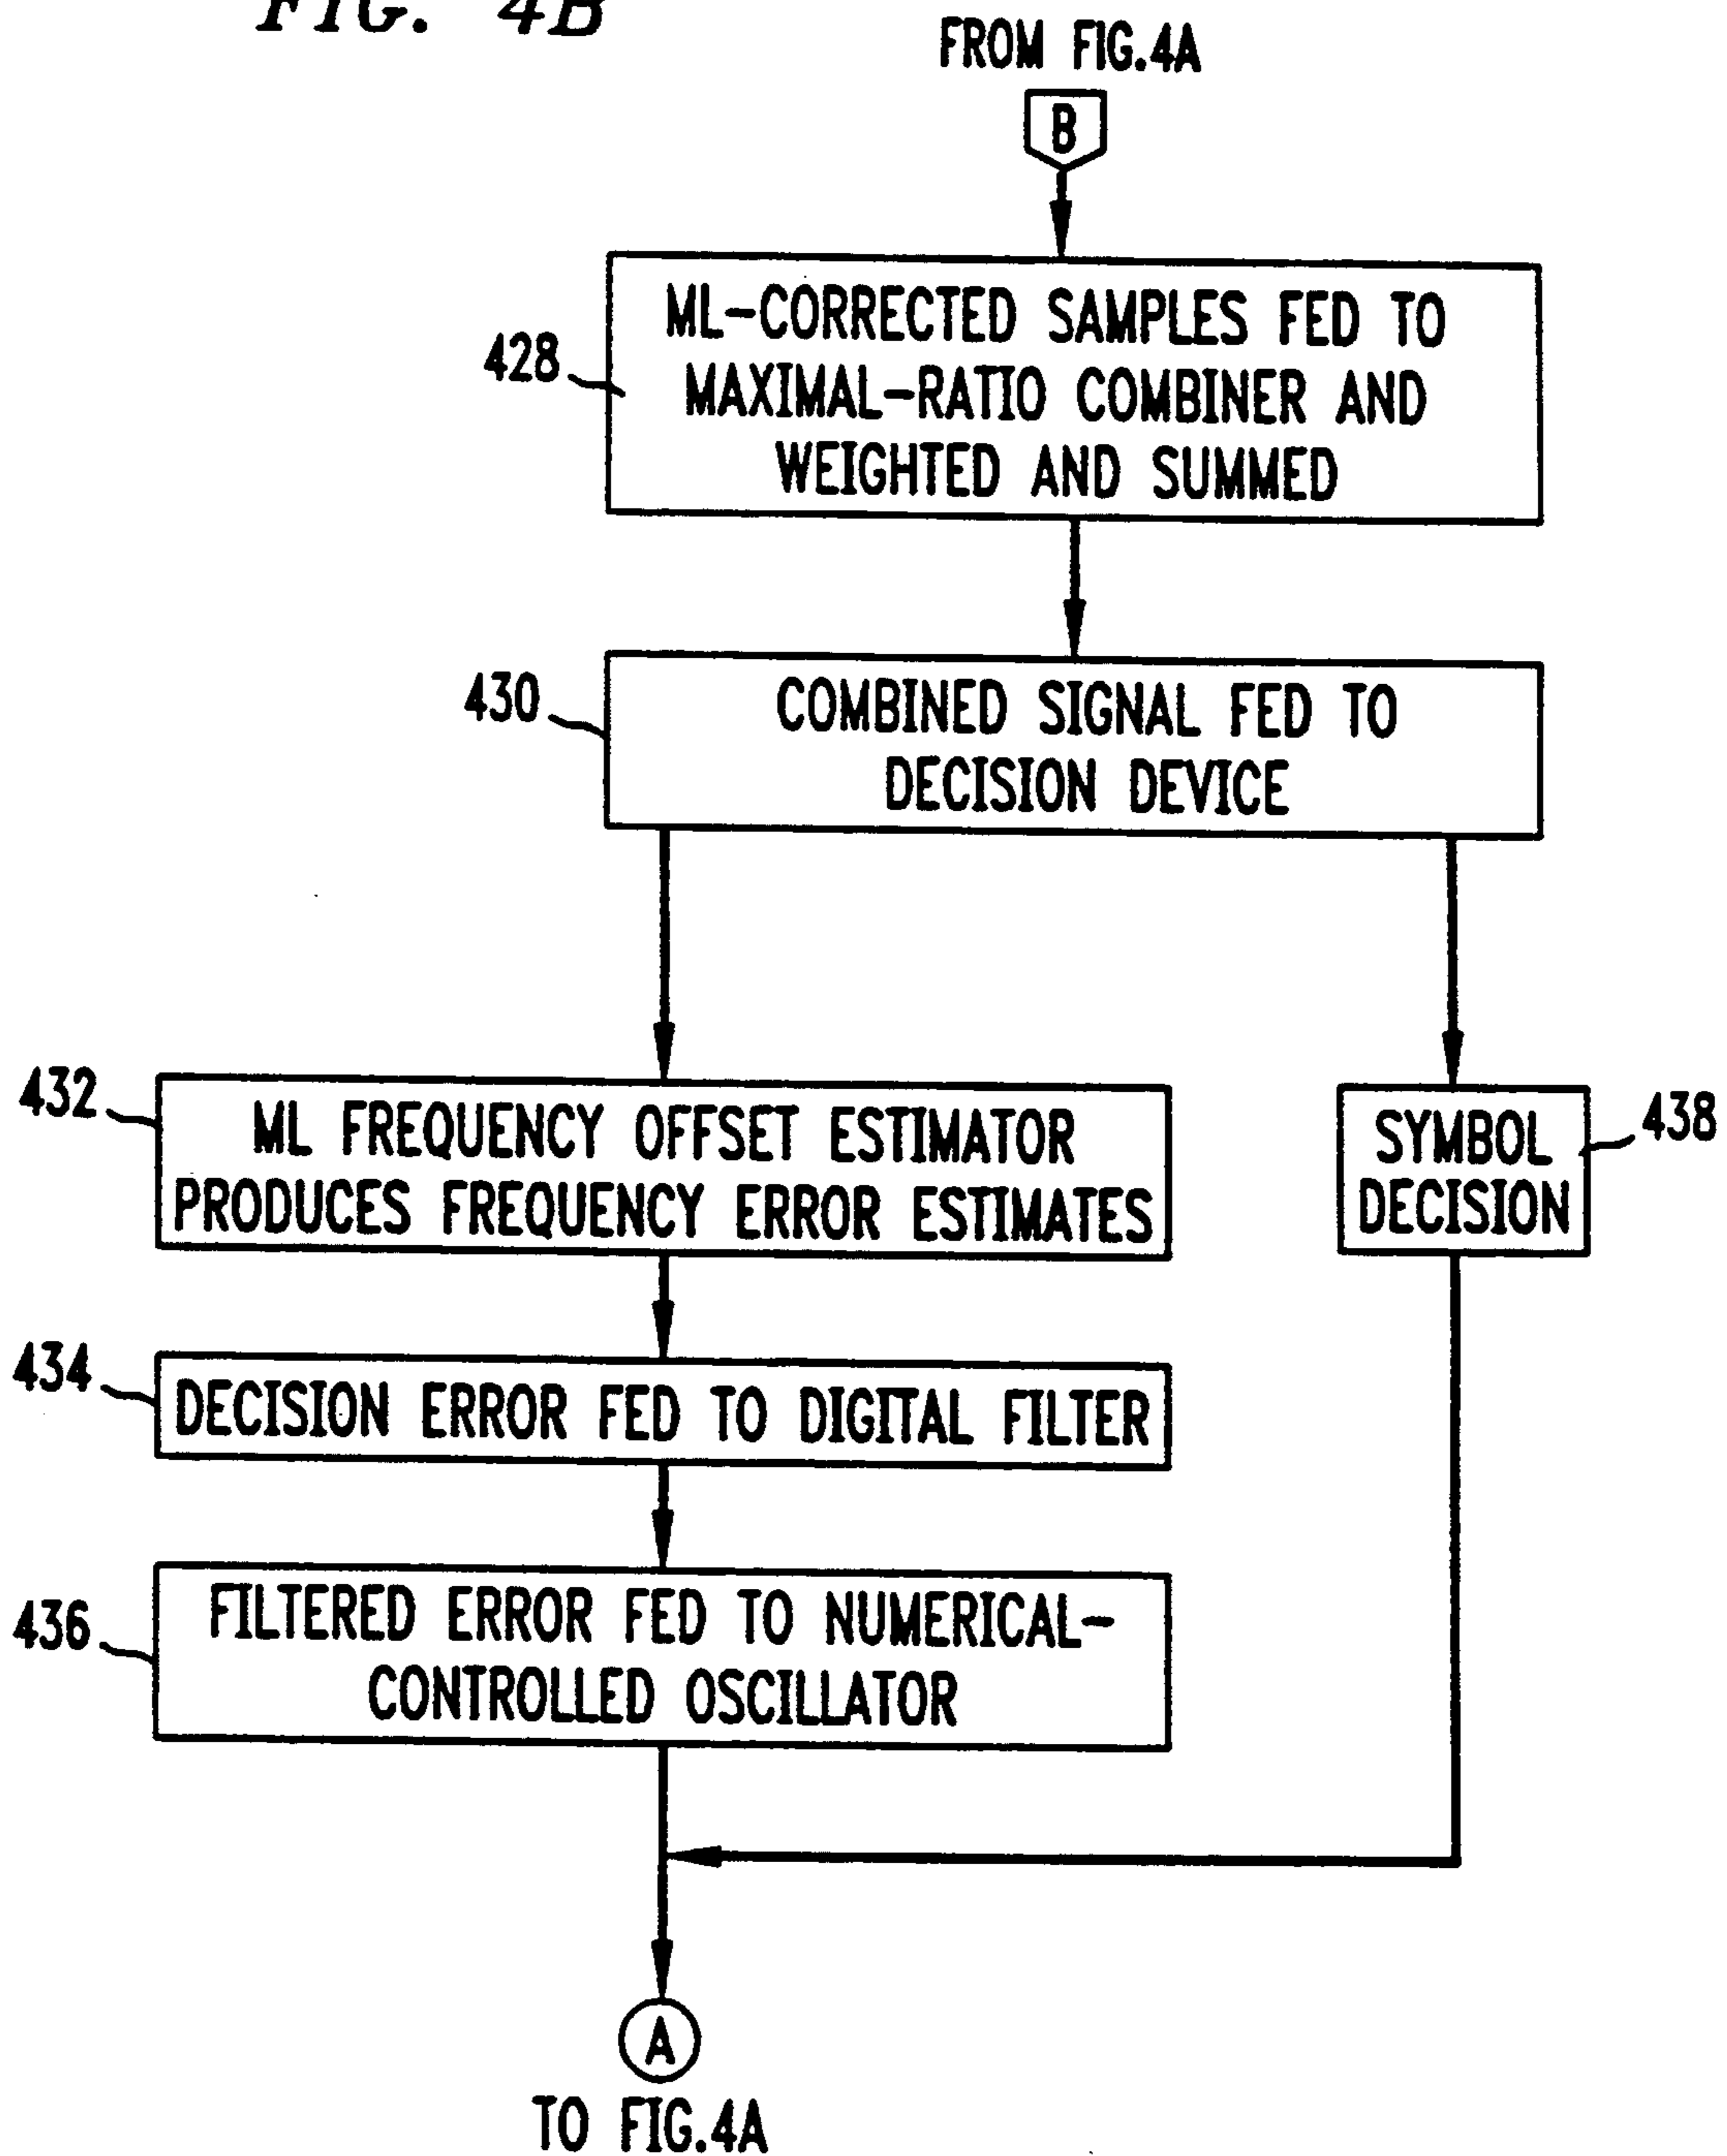 FIG. 4B
FROM FIG.4A
B
428
ML-CORRECTED SAMPLES FED TO
MAXIMAL-RATIO COMBINER AND
WEIGHTED AND SUMMED
430
COMBINED SIGNAL FED TO
DECISION DEVICE
432
ML FREQUENCY OFFSET ESTIMATOR
PRODUCES FREQUENCY ERROR ESTIMATES
SYMBOL
DECISION
438
434
DECISION ERROR FED TO DIGITAL FILTER
436
FILTERED ERROR FED TO NUMERICAL-
CONTROLLED OSCILLATOR
A
TO FIG.4A